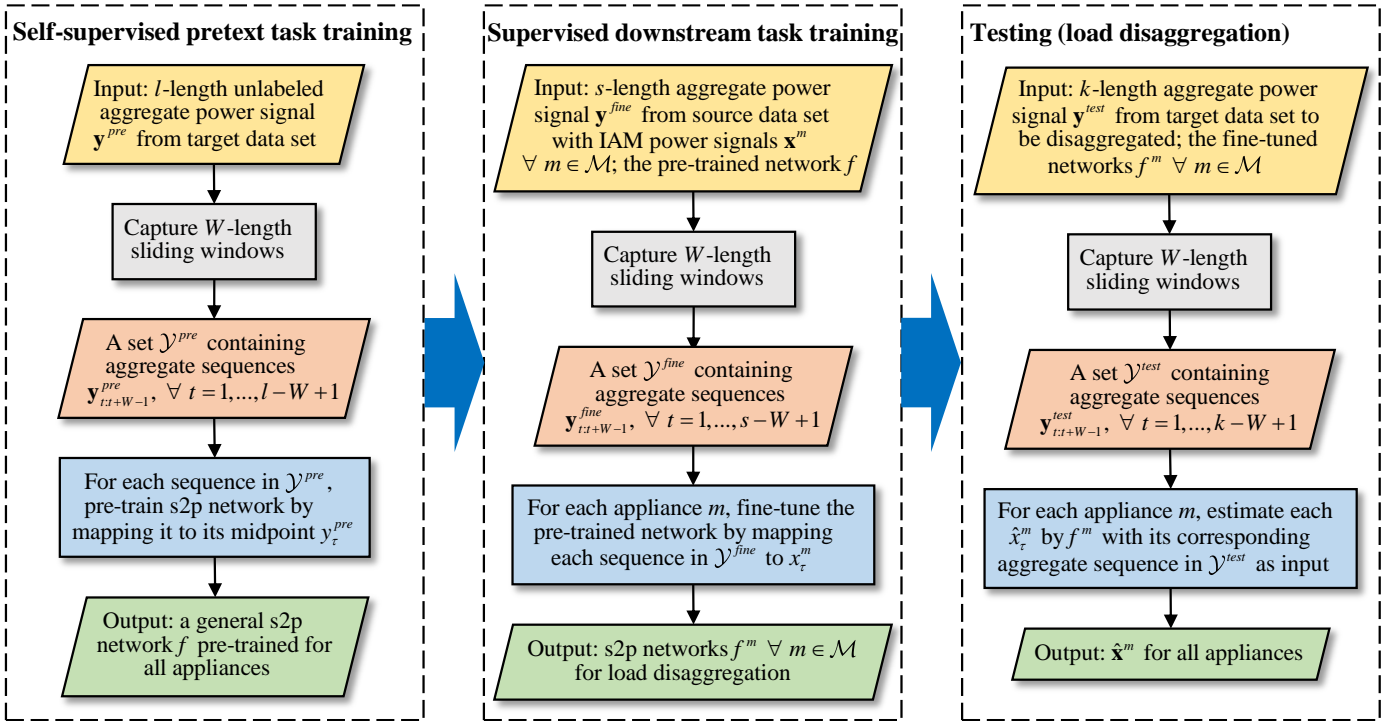 Self-supervised pretext task training
Input: l-length unlabeled
aggregate power signal
y^pre from target data set
Capture W-length
sliding windows
A set 𝒴^pre containing
aggregate sequences
y^pre_{t:t+W−1}, ∀ t = 1,...,l − W + 1
For each sequence in 𝒴^pre,
pre-train s2p network by
mapping it to its midpoint y^pre_τ
Output: a general s2p
network f pre-trained for
all appliances
Supervised downstream task training
Input: s-length aggregate power
signal y^fine from source data set
with IAM power signals x^m
∀ m ∈ ℳ; the pre-trained network f
Capture W-length
sliding windows
A set 𝒴^fine containing
aggregate sequences
y^fine_{t:t+W−1}, ∀ t = 1,...,s − W + 1
For each appliance m, fine-tune the
pre-trained network by mapping
each sequence in 𝒴^fine to x^m_τ
Output: s2p networks f^m ∀ m ∈ ℳ
for load disaggregation
Testing (load disaggregation)
Input: k-length aggregate power
signal y^test from target data set to
be disaggregated; the fine-tuned
networks f^m ∀ m ∈ ℳ
Capture W-length
sliding windows
A set 𝒴^test containing
aggregate sequences
y^test_{t:t+W−1}, ∀ t = 1,...,k − W + 1
For each appliance m, estimate each
x̂^m_τ by f^m with its corresponding
aggregate sequence in 𝒴^test as input
Output: x̂^m for all appliances